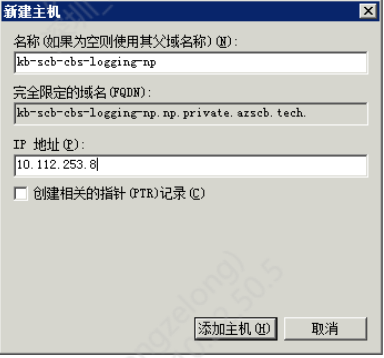 新建主机
名称(如果为空则使用其父域名称)(N):
kb-scb-cbs-logging-np
完全限定的域名(FQDN):
kb-scb-cbs-logging-np.np.private.azscb.tech.
IP 地址(P):
10.112.253.8
创建相关的指针(PTR)记录(C)
添加主机(H)
取消